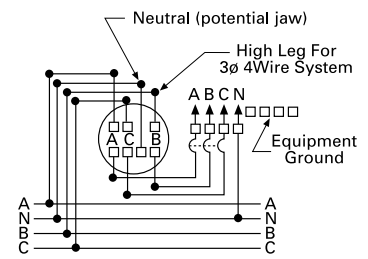 Neutral (potential jaw)
High Leg For
3ø 4Wire System
A B C N
A C B
Equipment
Ground
A A
N N
B B
C C